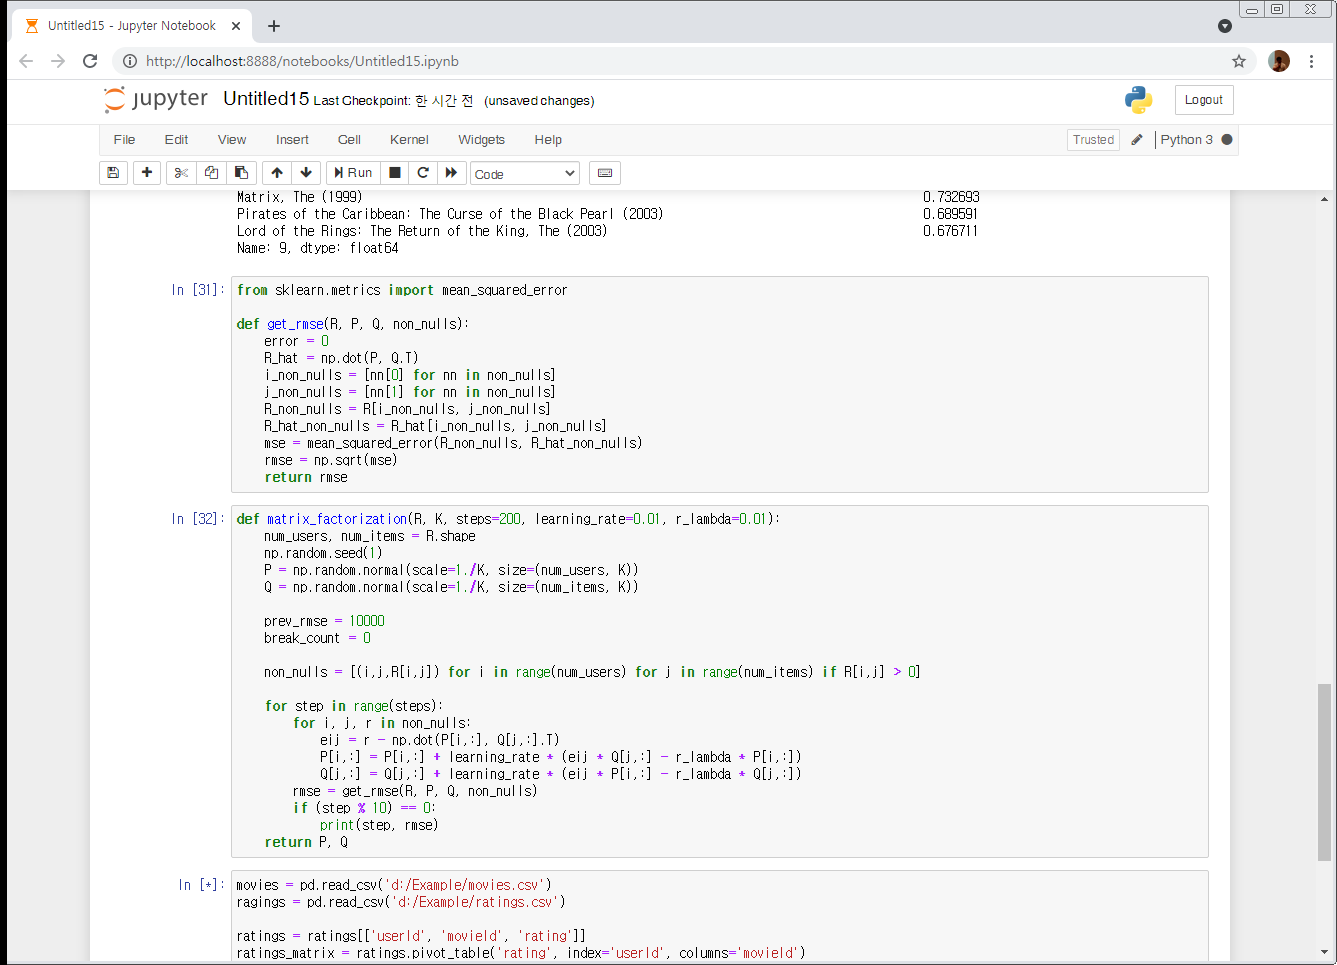 Untitled15 - Jupyter Notebook
http://localhost:8888/notebooks/Untitled15.ipynb
jupyter Untitled15 Last Checkpoint: 한 시간 전 (unsaved changes)
Logout
File Edit View Insert Cell Kernel Widgets Help
Trusted Python 3
Run Code
Matrix, The (1999) 0.732693
Pirates of the Caribbean: The Curse of the Black Pearl (2003) 0.689591
Lord of the Rings: The Return of the King, The (2003) 0.676711
Name: 9, dtype: float64
In [31]: from sklearn.metrics import mean_squared_error
def get_rmse(R, P, Q, non_nulls):
error = 0
R_hat = np.dot(P, Q.T)
i_non_nulls = [nn[0] for nn in non_nulls]
j_non_nulls = [nn[1] for nn in non_nulls]
R_non_nulls = R[i_non_nulls, j_non_nulls]
R_hat_non_nulls = R_hat[i_non_nulls, j_non_nulls]
mse = mean_squared_error(R_non_nulls, R_hat_non_nulls)
rmse = np.sqrt(mse)
return rmse
In [32]: def matrix_factorization(R, K, steps=200, learning_rate=0.01, r_lambda=0.01):
num_users, num_items = R.shape
np.random.seed(1)
P = np.random.normal(scale=1./K, size=(num_users, K))
Q = np.random.normal(scale=1./K, size=(num_items, K))
prev_rmse = 10000
break_count = 0
non_nulls = [(i,j,R[i,j]) for i in range(num_users) for j in range(num_items) if R[i,j] > 0]
for step in range(steps):
for i, j, r in non_nulls:
eij = r - np.dot(P[i,:], Q[j,:].T)
P[i,:] = P[i,:] + learning_rate * (eij * Q[j,:] - r_lambda * P[i,:])
Q[j,:] = Q[j,:] + learning_rate * (eij * P[i,:] - r_lambda * Q[j,:])
rmse = get_rmse(R, P, Q, non_nulls)
if (step % 10) == 0:
print(step, rmse)
return P, Q
In [*]: movies = pd.read_csv('d:/Example/movies.csv')
ragings = pd.read_csv('d:/Example/ratings.csv')
ratings = ratings[['userId', 'movieId', 'rating']]
ratings_matrix = ratings.pivot_table('rating', index='userId', columns='movieId')